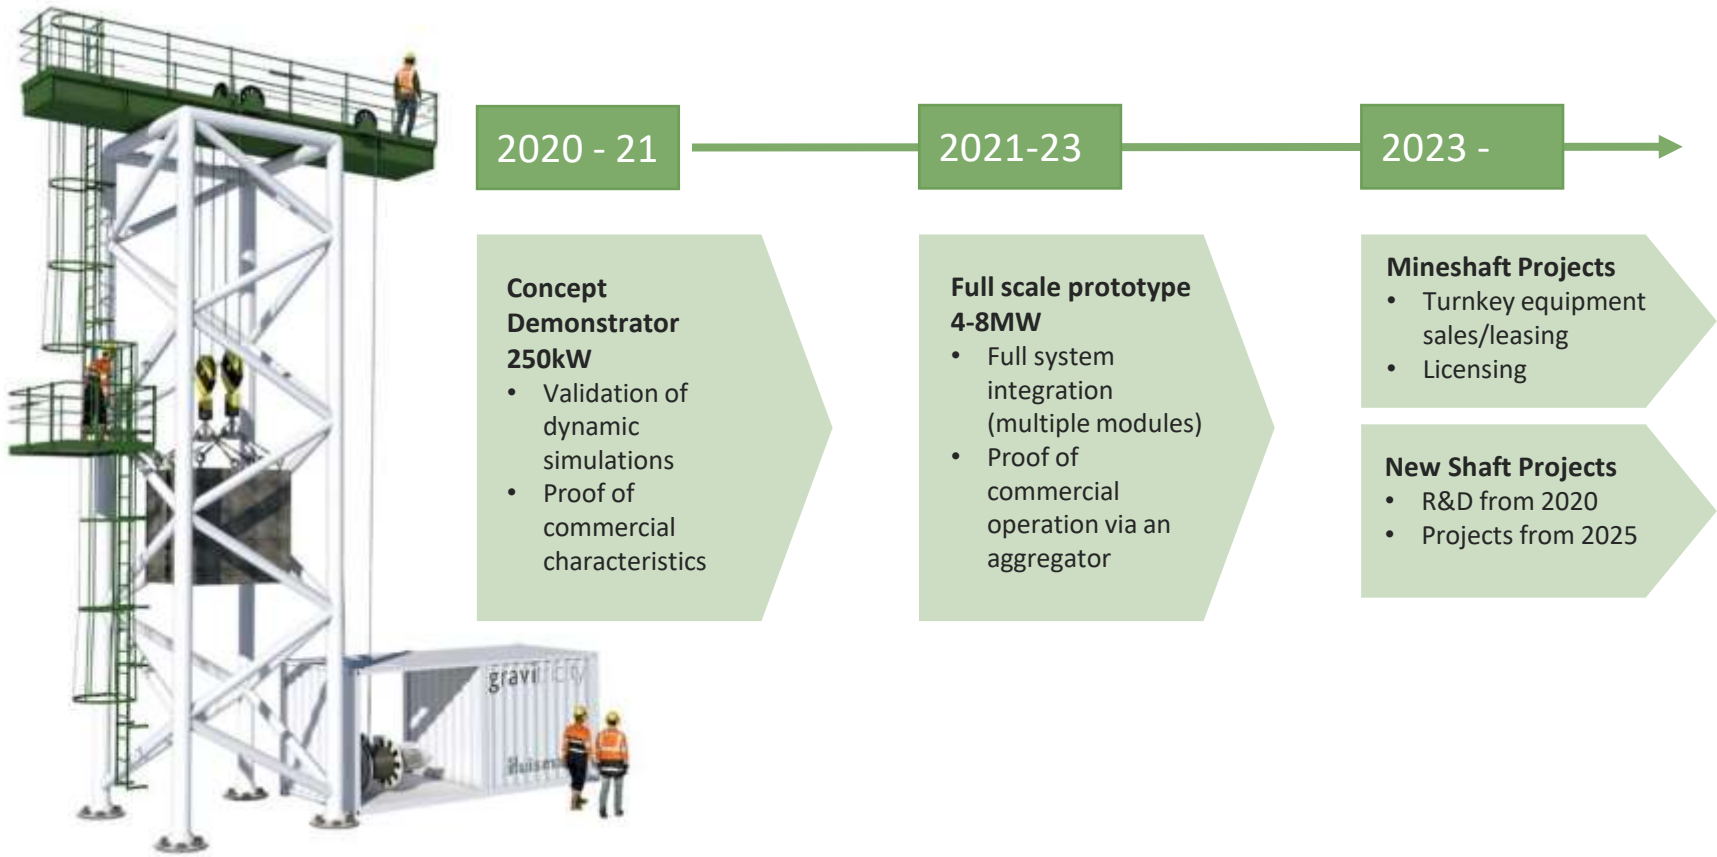 2020 - 21
2021-23
2023 -
Concept
Demonstrator
250kW
• Validation of
dynamic
simulations
• Proof of
commercial
characteristics
Full scale prototype
4-8MW
• Full system
integration
(multiple modules)
• Proof of
commercial
operation via an
aggregator
Mineshaft Projects
• Turnkey equipment
sales/leasing
• Licensing
New Shaft Projects
• R&D from 2020
• Projects from 2025
gravitricity